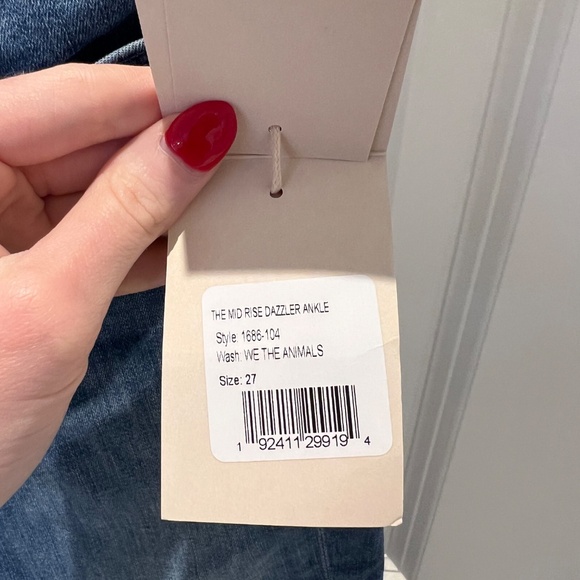 THE MID RISE DAZZLER ANKLE
Style: 1686-104
Wash: WE THE ANIMALS
Size: 27
1 92411 29919 4